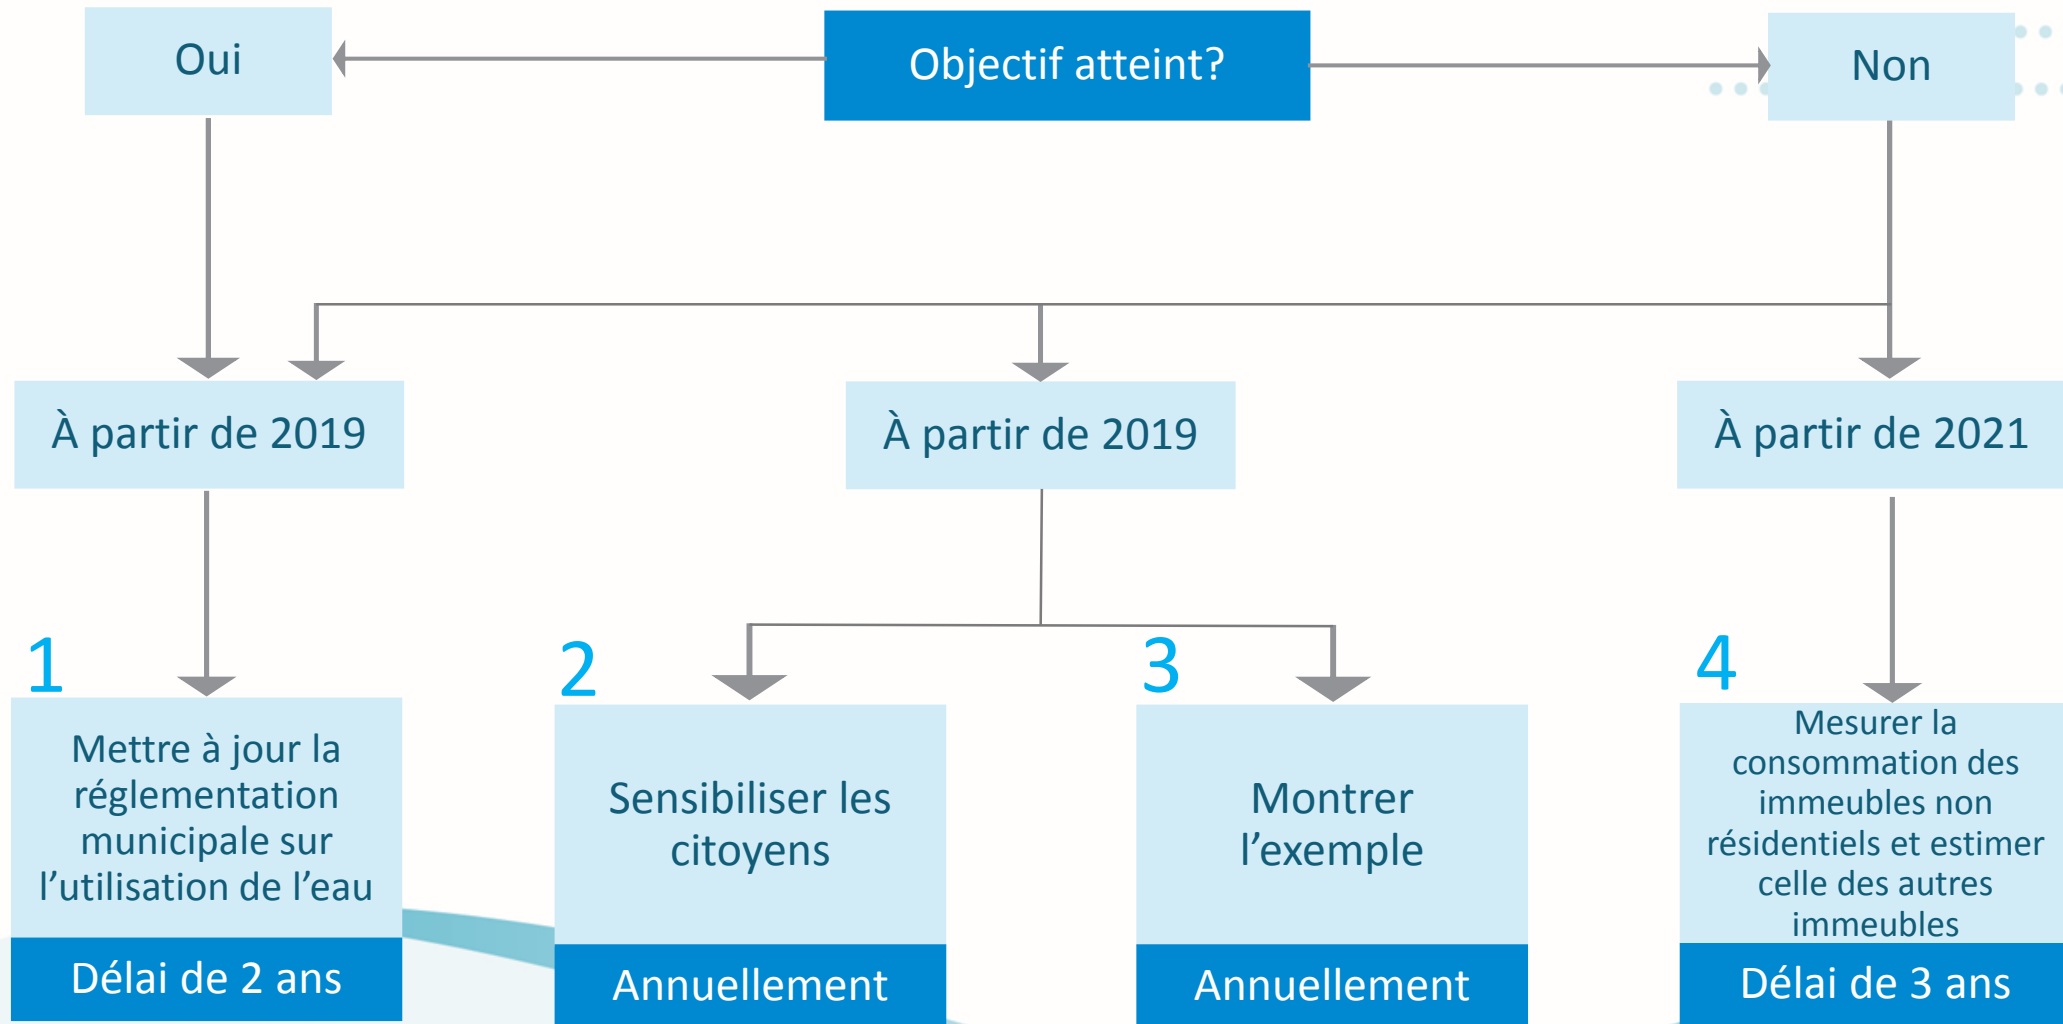 Oui
Objectif atteint?
Non
À partir de 2019
À partir de 2019
À partir de 2021
1
Mettre à jour la
réglementation
municipale sur
l’utilisation de l’eau
Délai de 2 ans
2
Sensibiliser les
citoyens
Annuellement
3
Montrer
l’exemple
Annuellement
4
Mesurer la
consommation des
immeubles non
résidentiels et estimer
celle des autres
immeubles
Délai de 3 ans